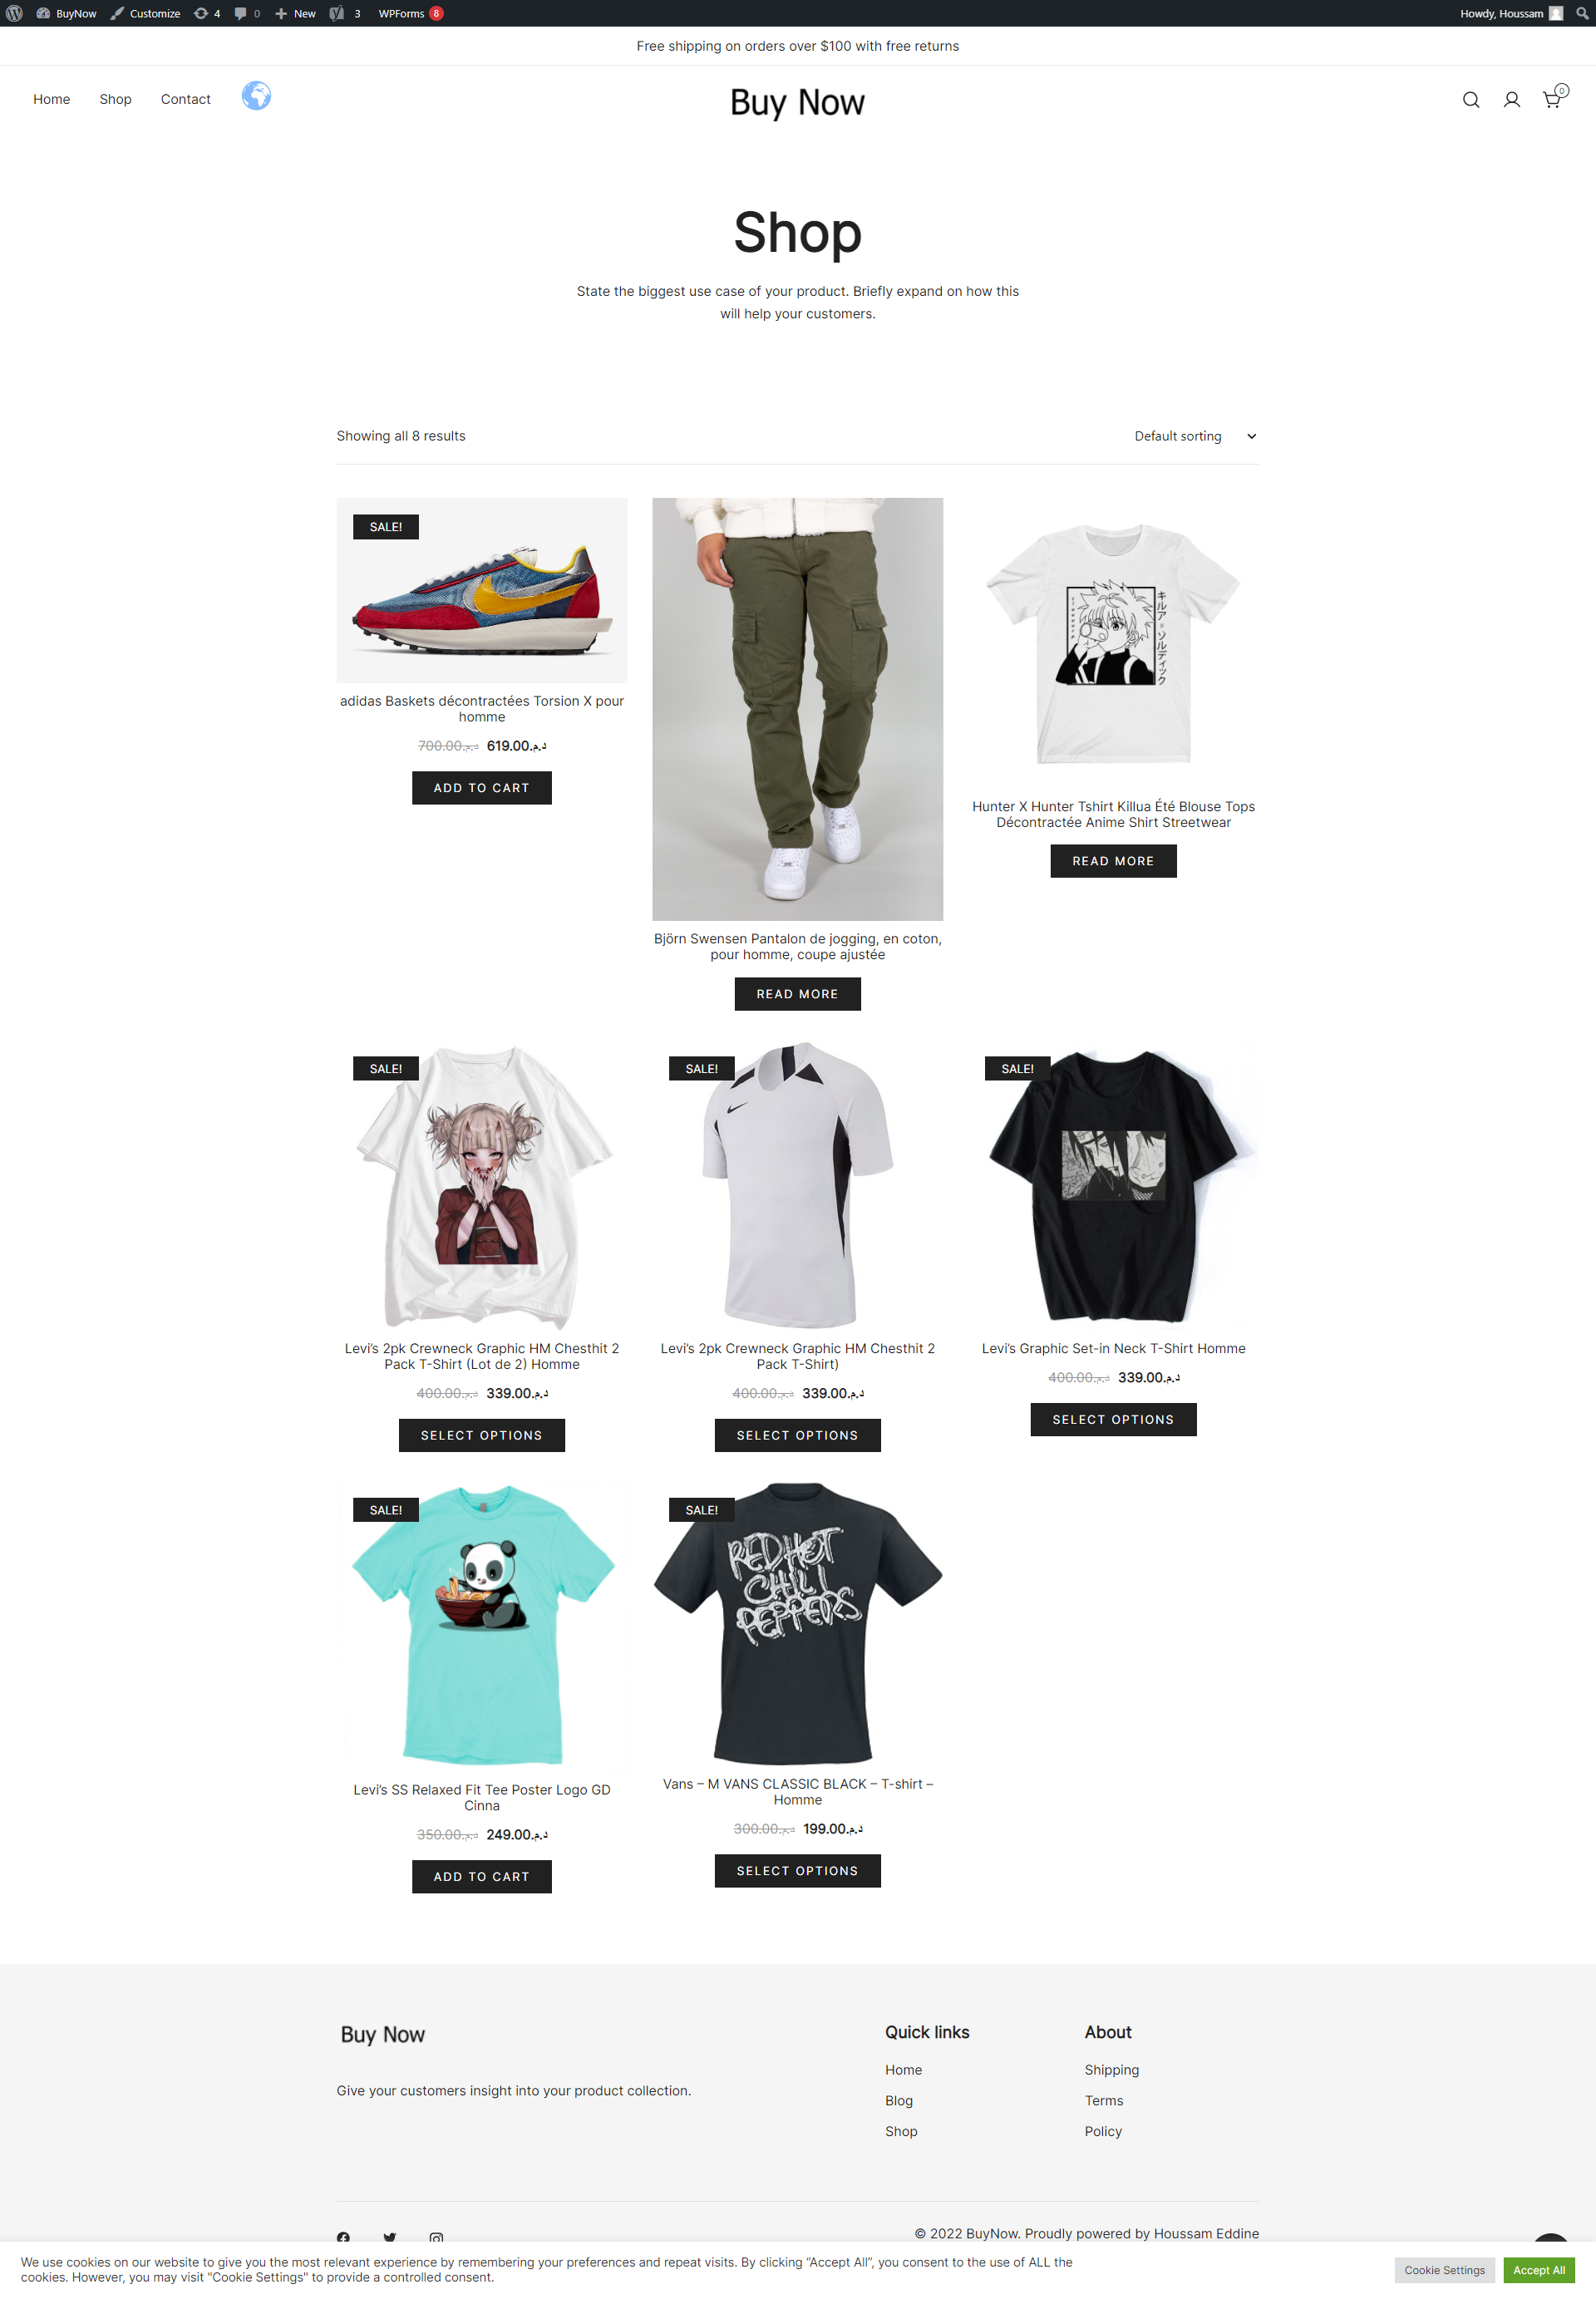 BuyNow Customize 4 0 New 3 WPForms 8 Howdy, Houssam
Free shipping on orders over $100 with free returns
Home Shop Contact
Buy Now
0
Shop
State the biggest use case of your product. Briefly expand on how this
will help your customers.
Showing all 8 results
Default sorting
SALE!
adidas Baskets décontractées Torsion X pour
homme
700.00د.م. 619.00د.م.
ADD TO CART
Björn Swensen Pantalon de jogging, en coton,
pour homme, coupe ajustée
READ MORE
キルア=ゾルディック
Hunter X Hunter Tshirt Killua Été Blouse Tops
Décontractée Anime Shirt Streetwear
READ MORE
SALE!
Levi’s 2pk Crewneck Graphic HM Chesthit 2
Pack T-Shirt (Lot de 2) Homme
400.00د.م. 339.00د.م.
SELECT OPTIONS
SALE!
Levi’s 2pk Crewneck Graphic HM Chesthit 2
Pack T-Shirt)
400.00د.م. 339.00د.م.
SELECT OPTIONS
SALE!
Levi’s Graphic Set-in Neck T-Shirt Homme
400.00د.م. 339.00د.م.
SELECT OPTIONS
SALE!
Levi’s SS Relaxed Fit Tee Poster Logo GD
Cinna
350.00د.م. 249.00د.م.
ADD TO CART
SALE!
RED HOT
CHILI
PEPPERS
Vans – M VANS CLASSIC BLACK – T-shirt –
Homme
300.00د.م. 199.00د.م.
SELECT OPTIONS
Buy Now
Give your customers insight into your product collection.
Quick links
Home
Blog
Shop
About
Shipping
Terms
Policy
© 2022 BuyNow. Proudly powered by Houssam Eddine
We use cookies on our website to give you the most relevant experience by remembering your preferences and repeat visits. By clicking “Accept All”, you consent to the use of ALL the
cookies. However, you may visit "Cookie Settings" to provide a controlled consent.
Cookie Settings
Accept All